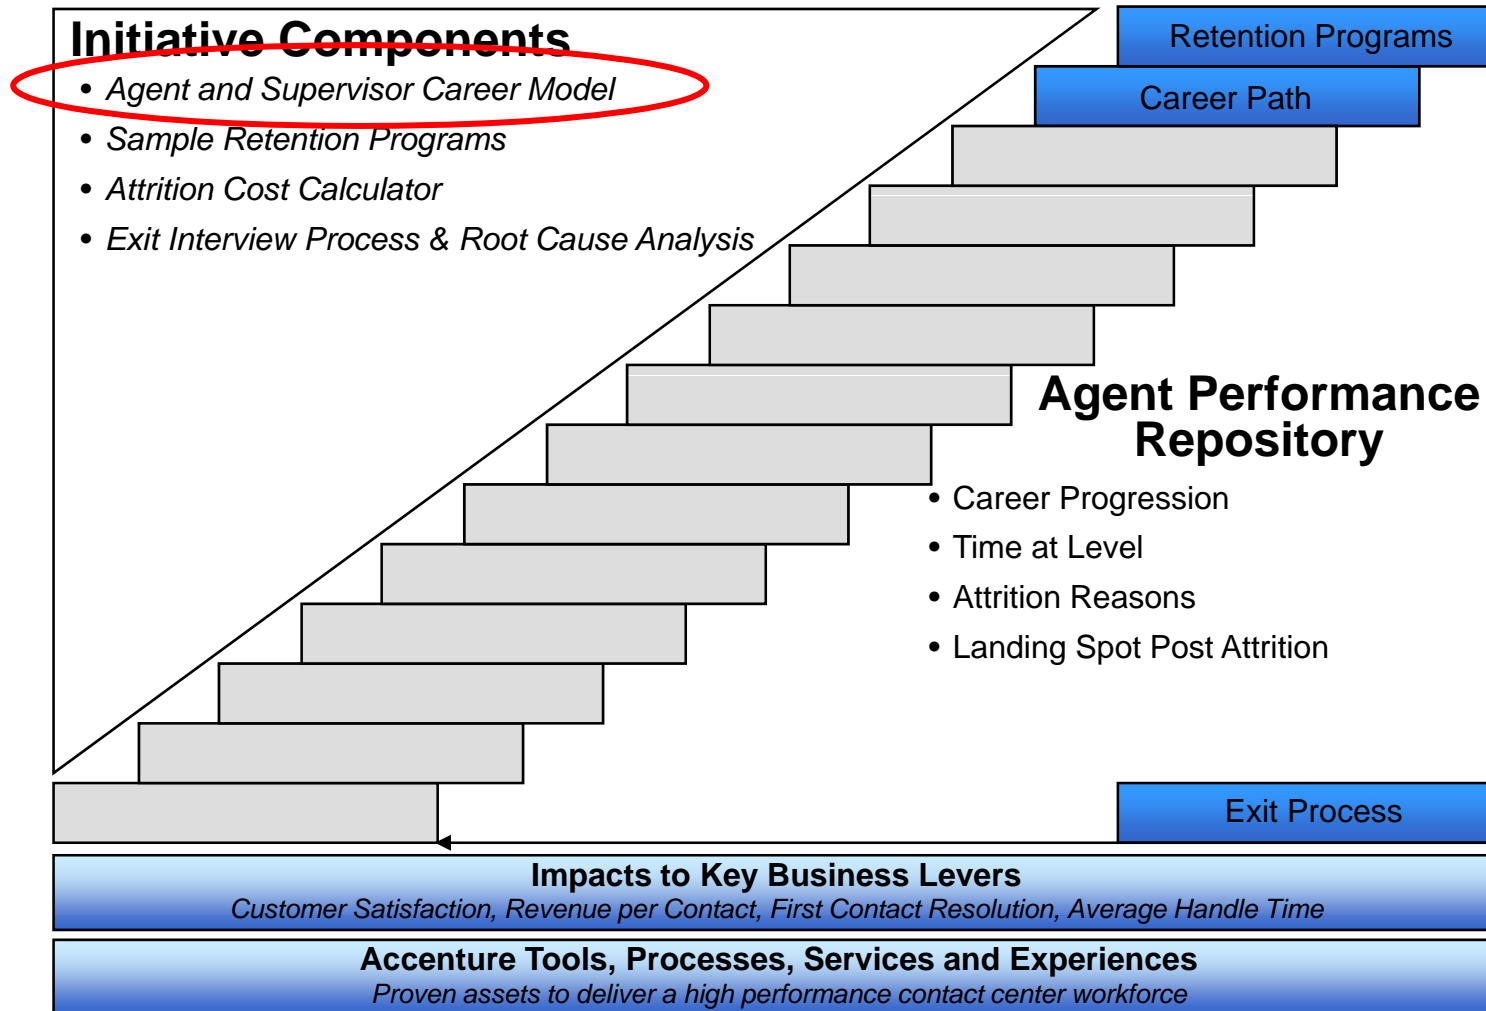 Initiative Components
• Agent and Supervisor Career Model
• Sample Retention Programs
• Attrition Cost Calculator
• Exit Interview Process & Root Cause Analysis
Retention Programs
Career Path
Agent Performance
Repository
• Career Progression
• Time at Level
• Attrition Reasons
• Landing Spot Post Attrition
Exit Process
Impacts to Key Business Levers
Customer Satisfaction, Revenue per Contact, First Contact Resolution, Average Handle Time
Accenture Tools, Processes, Services and Experiences
Proven assets to deliver a high performance contact center workforce